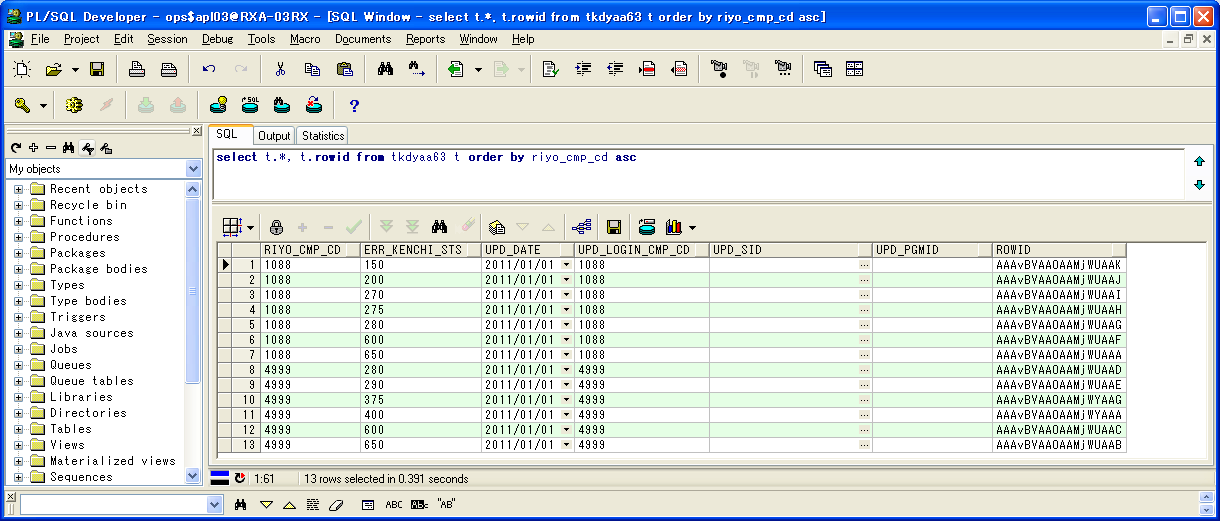 PL/SQL Developer - ops$apl03@RXA-03RX - [SQL Window - select t.*, t.rowid from tkdyaa63 t order by riyo_cmp_cd asc]
File Project Edit Session Debug Tools Macro Documents Reports Window Help
SQL Output Statistics
select t.*, t.rowid from tkdyaa63 t order by riyo_cmp_cd asc
My objects
Recent objects
Recycle bin
Functions
Procedures
Packages
Package bodies
Types
Type bodies
Triggers
Java sources
Jobs
Queues
Queue tables
Libraries
Directories
Tables
Views
Materialized views
Sequences
RIYO_CMP_CD ERR_KENCHI_STS UPD_DATE UPD_LOGIN_CMP_CD UPD_SID UPD_PGMID ROWID
1 1088 150 2011/01/01 1088 AAAvBVAAOAAMjWUAAK
2 1088 200 2011/01/01 1088 AAAvBVAAOAAMjWUAAJ
3 1088 270 2011/01/01 1088 AAAvBVAAOAAMjWUAAI
4 1088 275 2011/01/01 1088 AAAvBVAAOAAMjWUAAH
5 1088 280 2011/01/01 1088 AAAvBVAAOAAMjWUAAG
6 1088 600 2011/01/01 1088 AAAvBVAAOAAMjWUAAF
7 1088 650 2011/01/01 1088 AAAvBVAAOAAMjWUAAA
8 4999 280 2011/01/01 4999 AAAvBVAAOAAMjWUAAD
9 4999 290 2011/01/01 4999 AAAvBVAAOAAMjWUAAE
10 4999 375 2011/01/01 4999 AAAvBVAAOAAMjWYAAG
11 4999 400 2011/01/01 4999 AAAvBVAAOAAMjWYAAA
12 4999 600 2011/01/01 4999 AAAvBVAAOAAMjWUAAC
13 4999 650 2011/01/01 4999 AAAvBVAAOAAMjWUAAB
1:61 13 rows selected in 0.391 seconds
ABC ABc "AB"